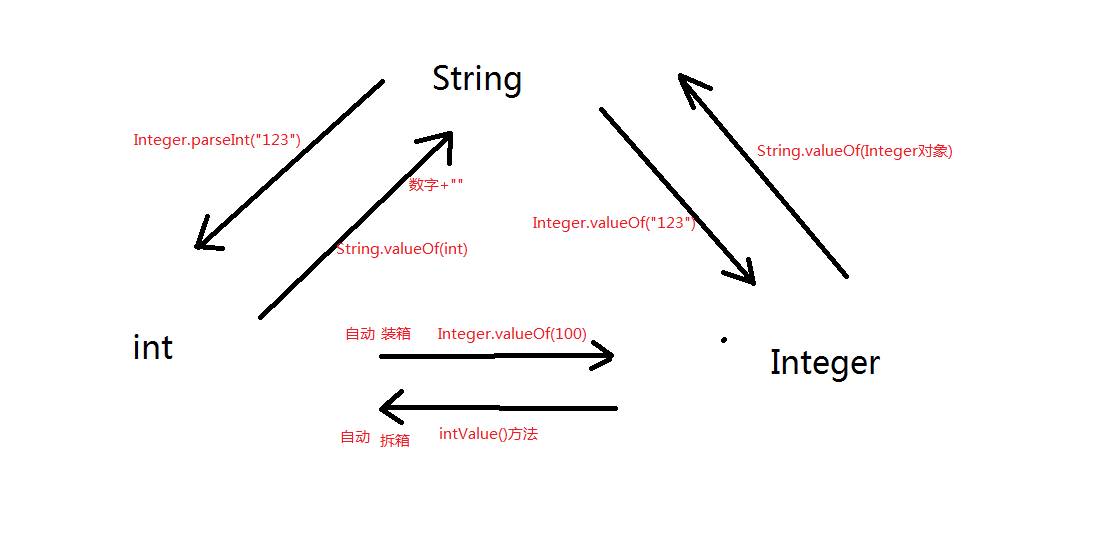 String
Integer.parseInt("123")
String.valueOf(Integer对象)
数字+""
Integer.valueOf("123")
String.valueOf(int)
自动 装箱 Integer.valueOf(100)
int
Integer
自动 拆箱 intValue()方法